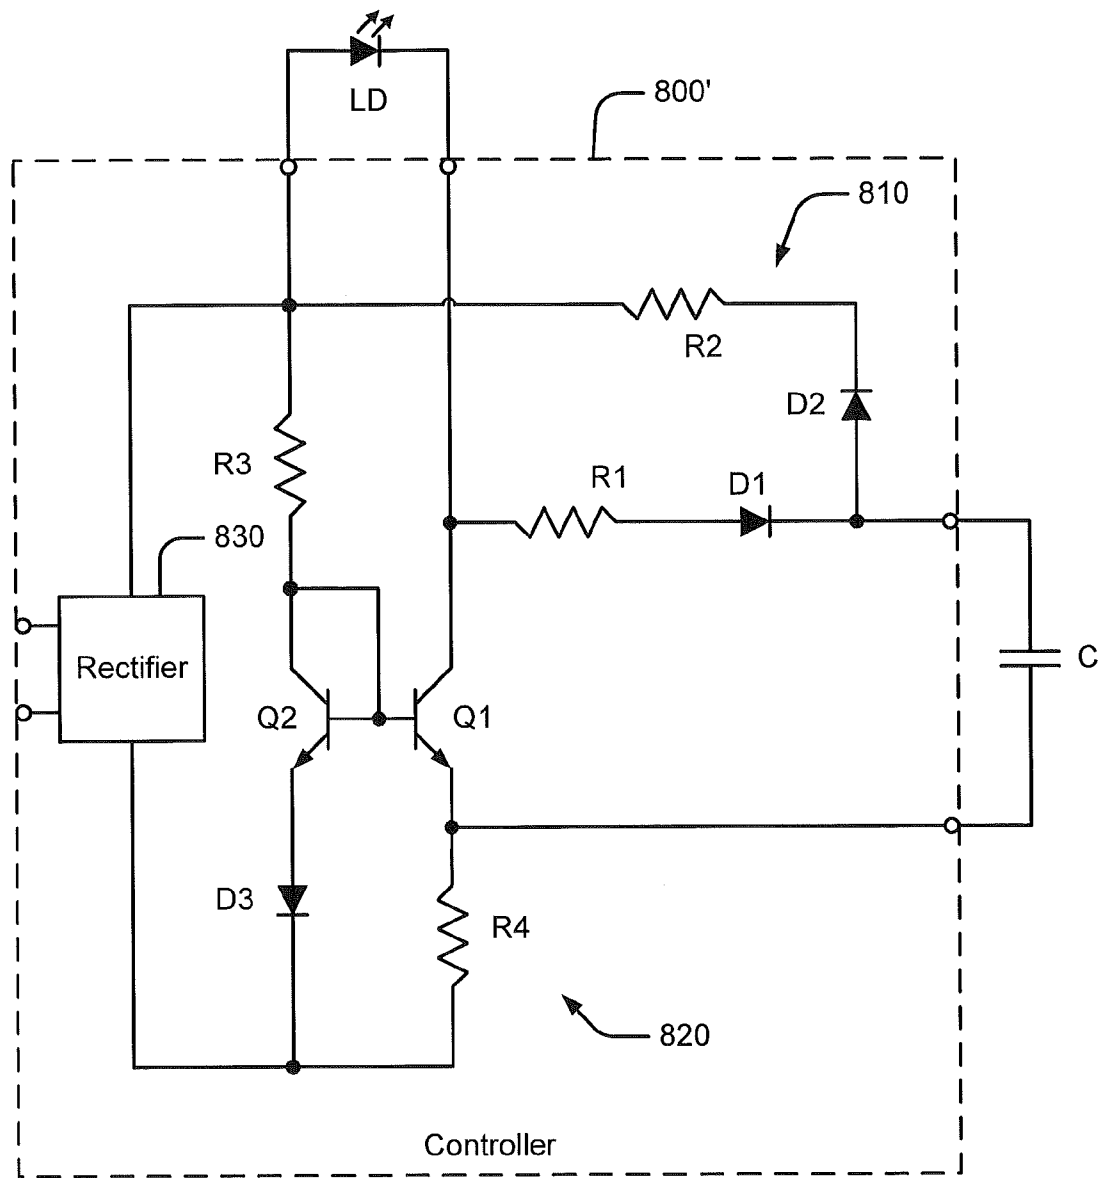 LD
800'
810
R2
D2
R3
R1
D1
830
Rectifier
C
Q2
Q1
D3
R4
820
Controller